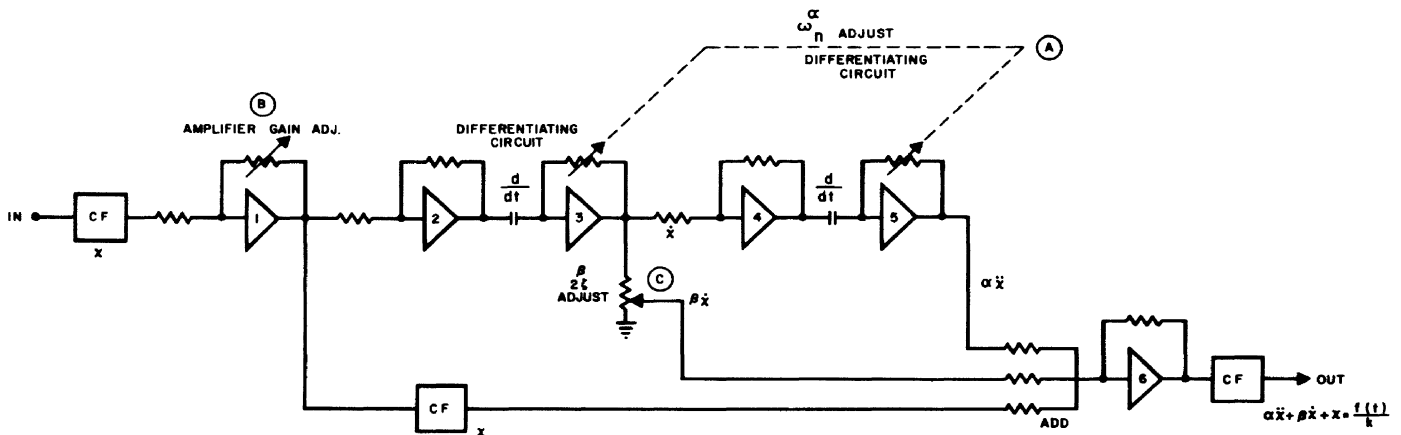 ω_n^α ADJUST
A
DIFFERENTIATING
CIRCUIT
B
AMPLIFIER GAIN ADJ.
DIFFERENTIATING
CIRCUIT
d/dt
d/dt
IN
CF
1
2
3
4
5
χ
ẋ
β
2ζ
ADJUST
C
βẋ
αẍ
CF
χ
ADD
6
CF
OUT
αẍ + βẋ + x = f(t)/k